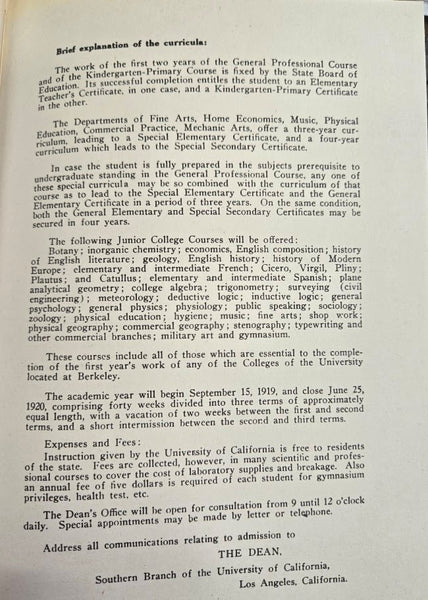 Brief explanation of the curricula:
The work of the first two years of the General Professional Course
and of the Kindergarten-Primary Course is fixed by the State Board of
Education. Its successful completion entitles the student to an Elementary
Teacher's Certificate, in one case, and a Kindergarten-Primary Certificate
in the other.
The Departments of Fine Arts, Home Economics, Music, Physical
Education, Commercial Practice, Mechanic Arts, offer a three-year cur-
riculum, leading to a Special Elementary Certificate, and a four-year
curriculum which leads to the Special Secondary Certificate.
In case the student is fully prepared in the subjects prerequisite to
undergraduate standing in the General Professional Course, any one of
these special curricula may be so combined with the curriculum of that
course as to lead to the Special Elementary Certificate and the General
Elementary Certificate in a period of three years. On the same condition,
both the General Elementary and Special Secondary Certificates may be
secured in four years.
The following Junior College Courses will be offered:
Botany; inorganic chemistry; economics, English composition; history
of English literature; geology, English history; history of Modern
Europe; elementary and intermediate French; Cicero, Virgil, Pliny;
Plautus; and Catullus; elementary and intermediate Spanish; plane
analytical geometry; college algebra; trigonometry; surveying (civil
engineering); meteorology; deductive logic; inductive logic; general
psychology; general physics; physiology; public speaking; sociology;
zoology; physical education; hygiene; music; fine arts; shop work;
physical geography; commercial geography; stenography; typewriting and
other commercial branches; military art and gymnasium.
These courses include all of those which are essential to the comple-
tion of the first year's work of any of the Colleges of the University
located at Berkeley.
The academic year will begin September 15, 1919, and close June 25,
1920, comprising forty weeks divided into three terms of approximately
equal length, with a vacation of two weeks between the first and second
terms, and a short intermission between the second and third terms.
Expenses and Fees:
Instruction given by the University of California is free to residents
of the state. Fees are collected, however, in many scientific and profes-
sional courses to cover the cost of laboratory supplies and breakage. Also
an annual fee of five dollars is required of each student for gymnasium
privileges, health test, etc.
The Dean's Office will be open for consultation from 9 until 12 o'clock
daily. Special appointments may be made by letter or telephone.
Address all communications relating to admission to
THE DEAN,
Southern Branch of the University of California,
Los Angeles, California.